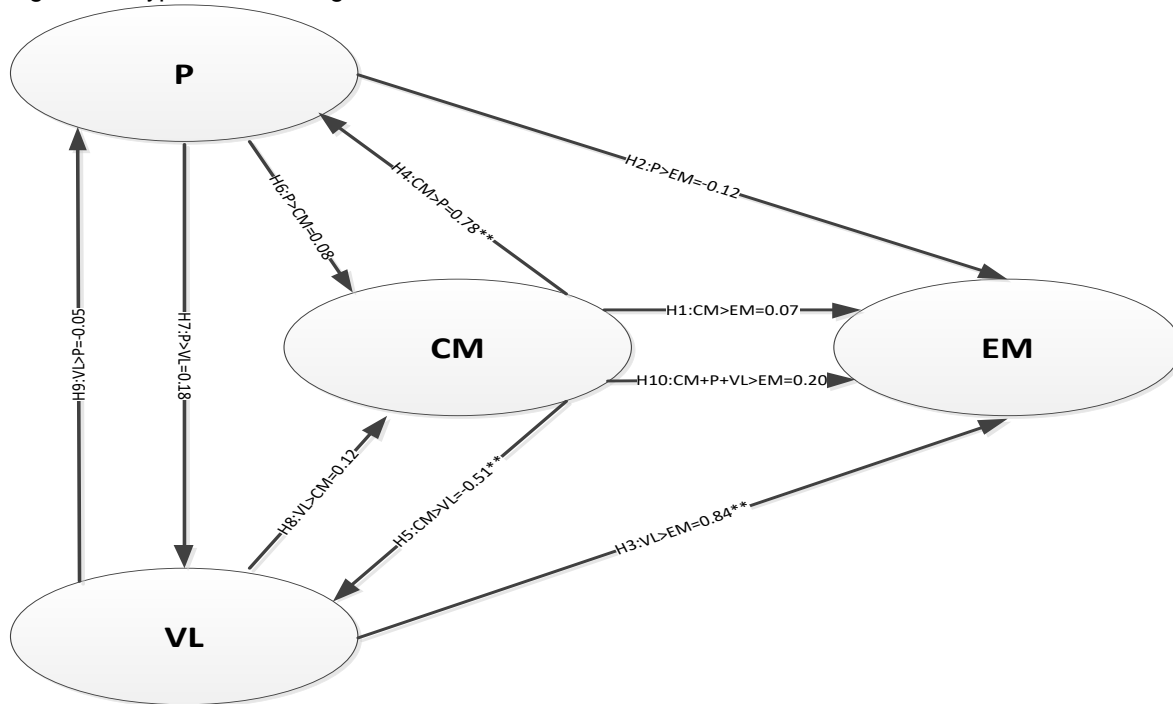 P
H2:P>EM=-0.12
H4:CM>P=0.78**
H6:P>CM=0.08
H9:VL>P=-0.05
H7:P>VL=0.18
H1:CM>EM=0.07
CM
EM
H10:CM+P+VL>EM=0.20
H8:VL>CM=0.12
H5:CM>VL=-0.51**
H3:VL>EM=0.84**
VL